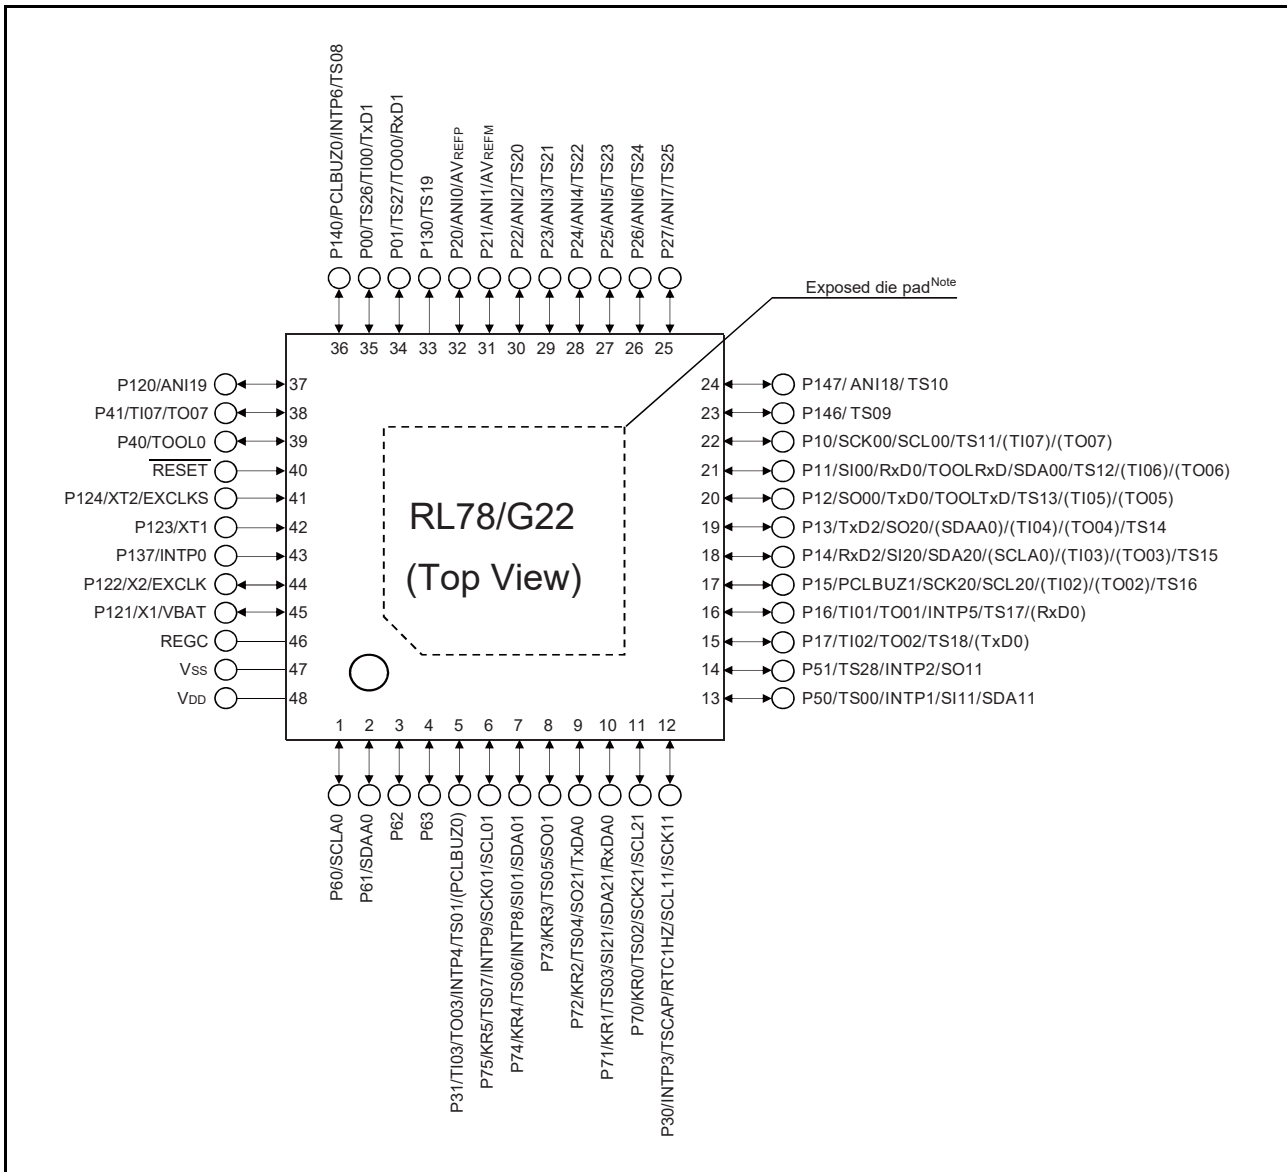 P140/PCLBUZ0/INTP6/TS08
P00/TS26/TI00/TxD1
P01/TS27/TO00/RxD1
P130/TS19
P20/ANI0/AVREFP
P21/ANI1/AVREFM
P22/ANI2/TS20
P23/ANI3/TS21
P24/ANI4/TS22
P25/ANI5/TS23
P26/ANI6/TS24
P27/ANI7/TS25
Exposed die padNote
36 35 34 33 32 31 30 29 28 27 26 25
P120/ANI19 37
P41/TI07/TO07 38
P40/TOOL0 39
RESET 40
P124/XT2/EXCLKS 41
P123/XT1 42
P137/INTP0 43
P122/X2/EXCLK 44
P121/X1/VBAT 45
REGC 46
VSS 47
VDD 48
RL78/G22
(Top View)
24 P147/ ANI18/ TS10
23 P146/ TS09
22 P10/SCK00/SCL00/TS11/(TI07)/(TO07)
21 P11/SI00/RxD0/TOOLRxD/SDA00/TS12/(TI06)/(TO06)
20 P12/SO00/TxD0/TOOLTxD/TS13/(TI05)/(TO05)
19 P13/TxD2/SO20/(SDAA0)/(TI04)/(TO04)/TS14
18 P14/RxD2/SI20/SDA20/(SCLA0)/(TI03)/(TO03)/TS15
17 P15/PCLBUZ1/SCK20/SCL20/(TI02)/(TO02)/TS16
16 P16/TI01/TO01/INTP5/TS17/(RxD0)
15 P17/TI02/TO02/TS18/(TxD0)
14 P51/TS28/INTP2/SO11
13 P50/TS00/INTP1/SI11/SDA11
1 2 3 4 5 6 7 8 9 10 11 12
P60/SCLA0
P61/SDAA0
P62
P63
P31/TI03/TO03/INTP4/TS01/(PCLBUZ0)
P75/KR5/TS07/INTP9/SCK01/SCL01
P74/KR4/TS06/INTP8/SI01/SDA01
P73/KR3/TS05/SO01
P72/KR2/TS04/SO21/TxDA0
P71/KR1/TS03/SI21/SDA21/RxDA0
P70/KR0/TS02/SCK21/SCL21
P30/INTP3/TSCAP/RTC1HZ/SCL11/SCK11